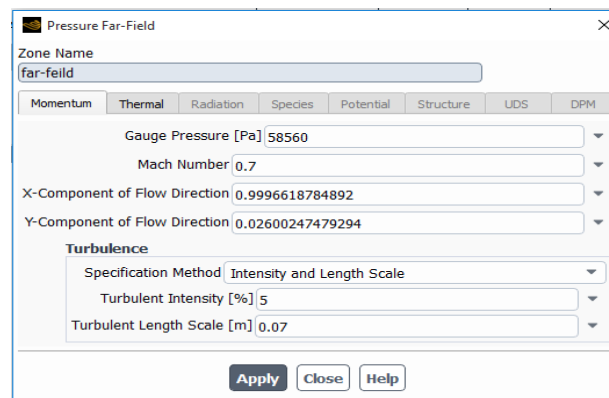 Pressure Far-Field
Zone Name
far-feild
Momentum Thermal Radiation Species Potential Structure UDS DPM
Gauge Pressure [Pa] 58560
Mach Number 0.7
X-Component of Flow Direction 0.9996618784892
Y-Component of Flow Direction 0.02600247479294
Turbulence
Specification Method Intensity and Length Scale
Turbulent Intensity [%] 5
Turbulent Length Scale [m] 0.07
Apply Close Help